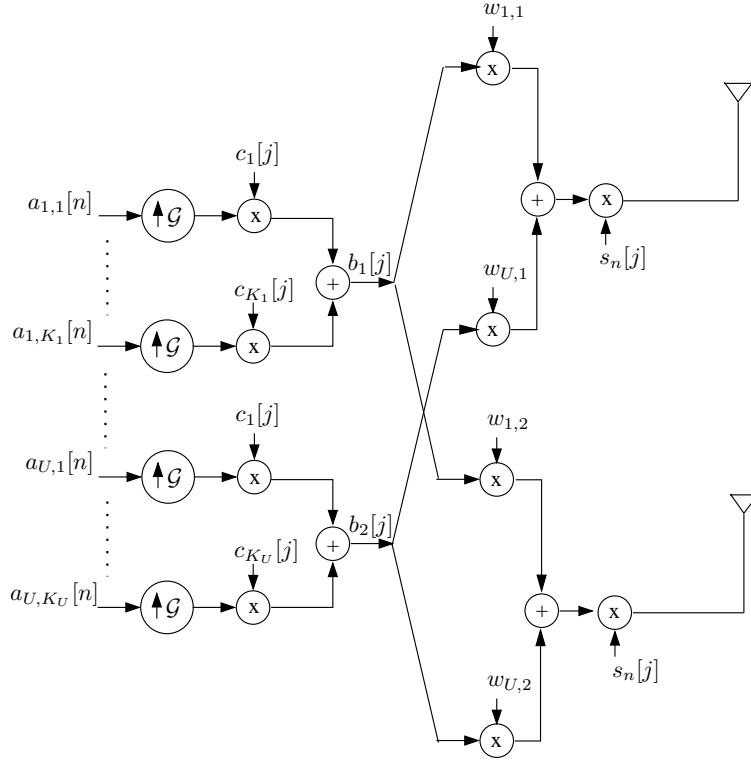 w_{1,1}
x
c_1[j]
a_{1,1}[n]
↑ 𝒢
x
+
x
s_n[j]
b_1[j]
+
w_{U,1}
c_{K_1}[j]
a_{1,K_1}[n]
↑ 𝒢
x
x
c_1[j]
w_{1,2}
a_{U,1}[n]
↑ 𝒢
x
x
b_2[j]
+
c_{K_U}[j]
a_{U,K_U}[n]
↑ 𝒢
x
+
x
s_n[j]
w_{U,2}
x